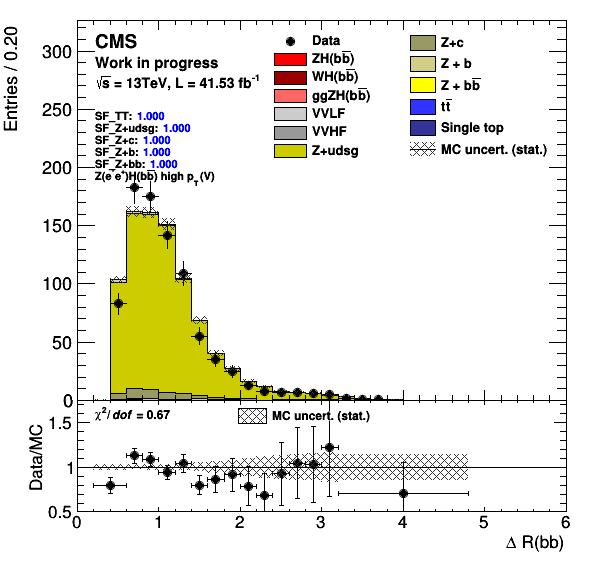 CMS
Work in progress
√s = 13TeV, L = 41.53 fb⁻¹
SF_TT: 1.000
SF_Z+udsg: 1.000
SF_Z+c: 1.000
SF_Z+b: 1.000
SF_Z+bb: 1.000
Z(e⁻e⁺)H(bb̅) high p_T(V)
Data
ZH(bb̅)
WH(bb̅)
ggZH(bb̅)
VVLF
VVHF
Z+udsg
Z+c
Z + b
Z + bb̅
tt̅
Single top
MC uncert. (stat.)
Entries / 0.20
300
250
200
150
100
50
0
χ²/dof = 0.67
MC uncert. (stat.)
Data/MC
1.5
1
0.5
0 1 2 3 4 5 6
Δ R(bb)